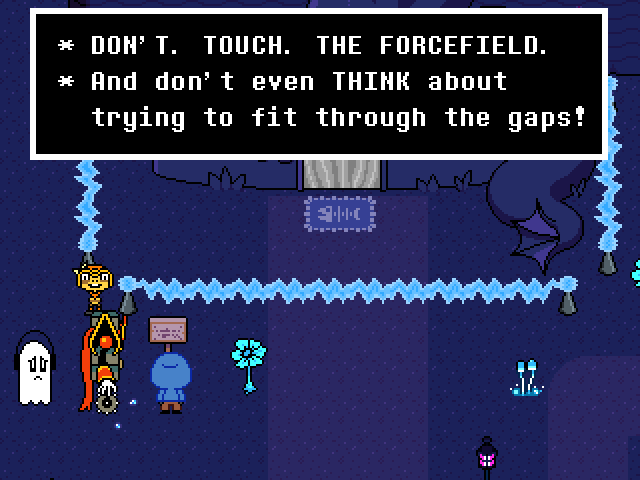 * DON'T. TOUCH. THE FORCEFIELD.
* And don't even THINK about
trying to fit through the gaps!